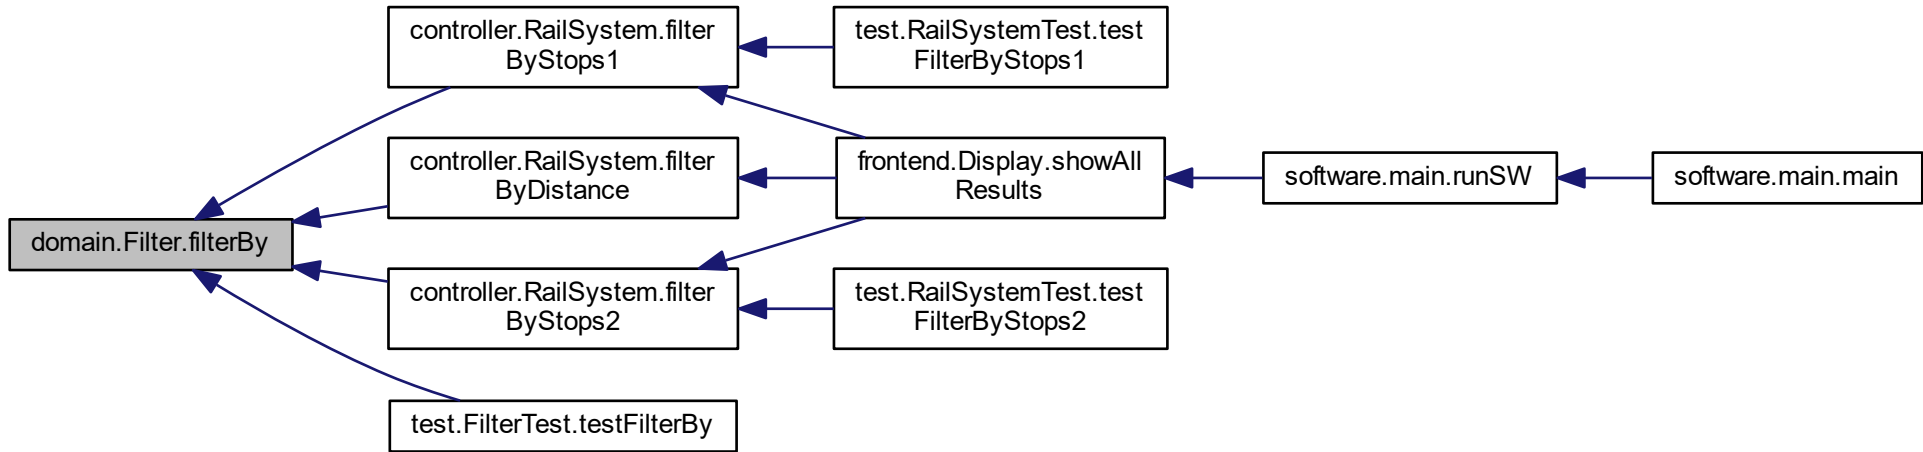 controller.RailSystem.filter
ByStops1
test.RailSystemTest.test
FilterByStops1
controller.RailSystem.filter
ByDistance
frontend.Display.showAll
Results
software.main.runSW
software.main.main
domain.Filter.filterBy
controller.RailSystem.filter
ByStops2
test.RailSystemTest.test
FilterByStops2
test.FilterTest.testFilterBy